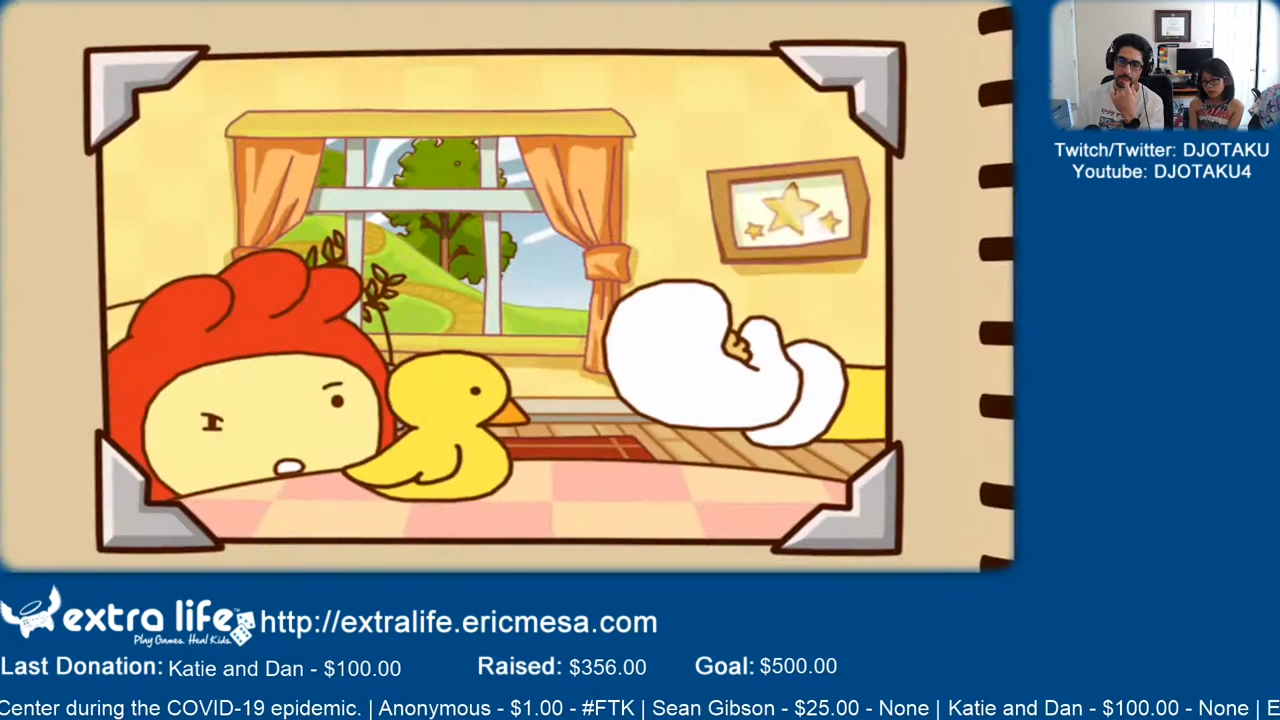 Twitch/Twitter: DJOTAKU
Youtube: DJOTAKU4
extra life
Play Games. Heal Kids.
http://extralife.ericmesa.com
Last Donation: Katie and Dan - $100.00 Raised: $356.00 Goal: $500.00
Center during the COVID-19 epidemic. | Anonymous - $1.00 - #FTK | Sean Gibson - $25.00 - None | Katie and Dan - $100.00 - None | E